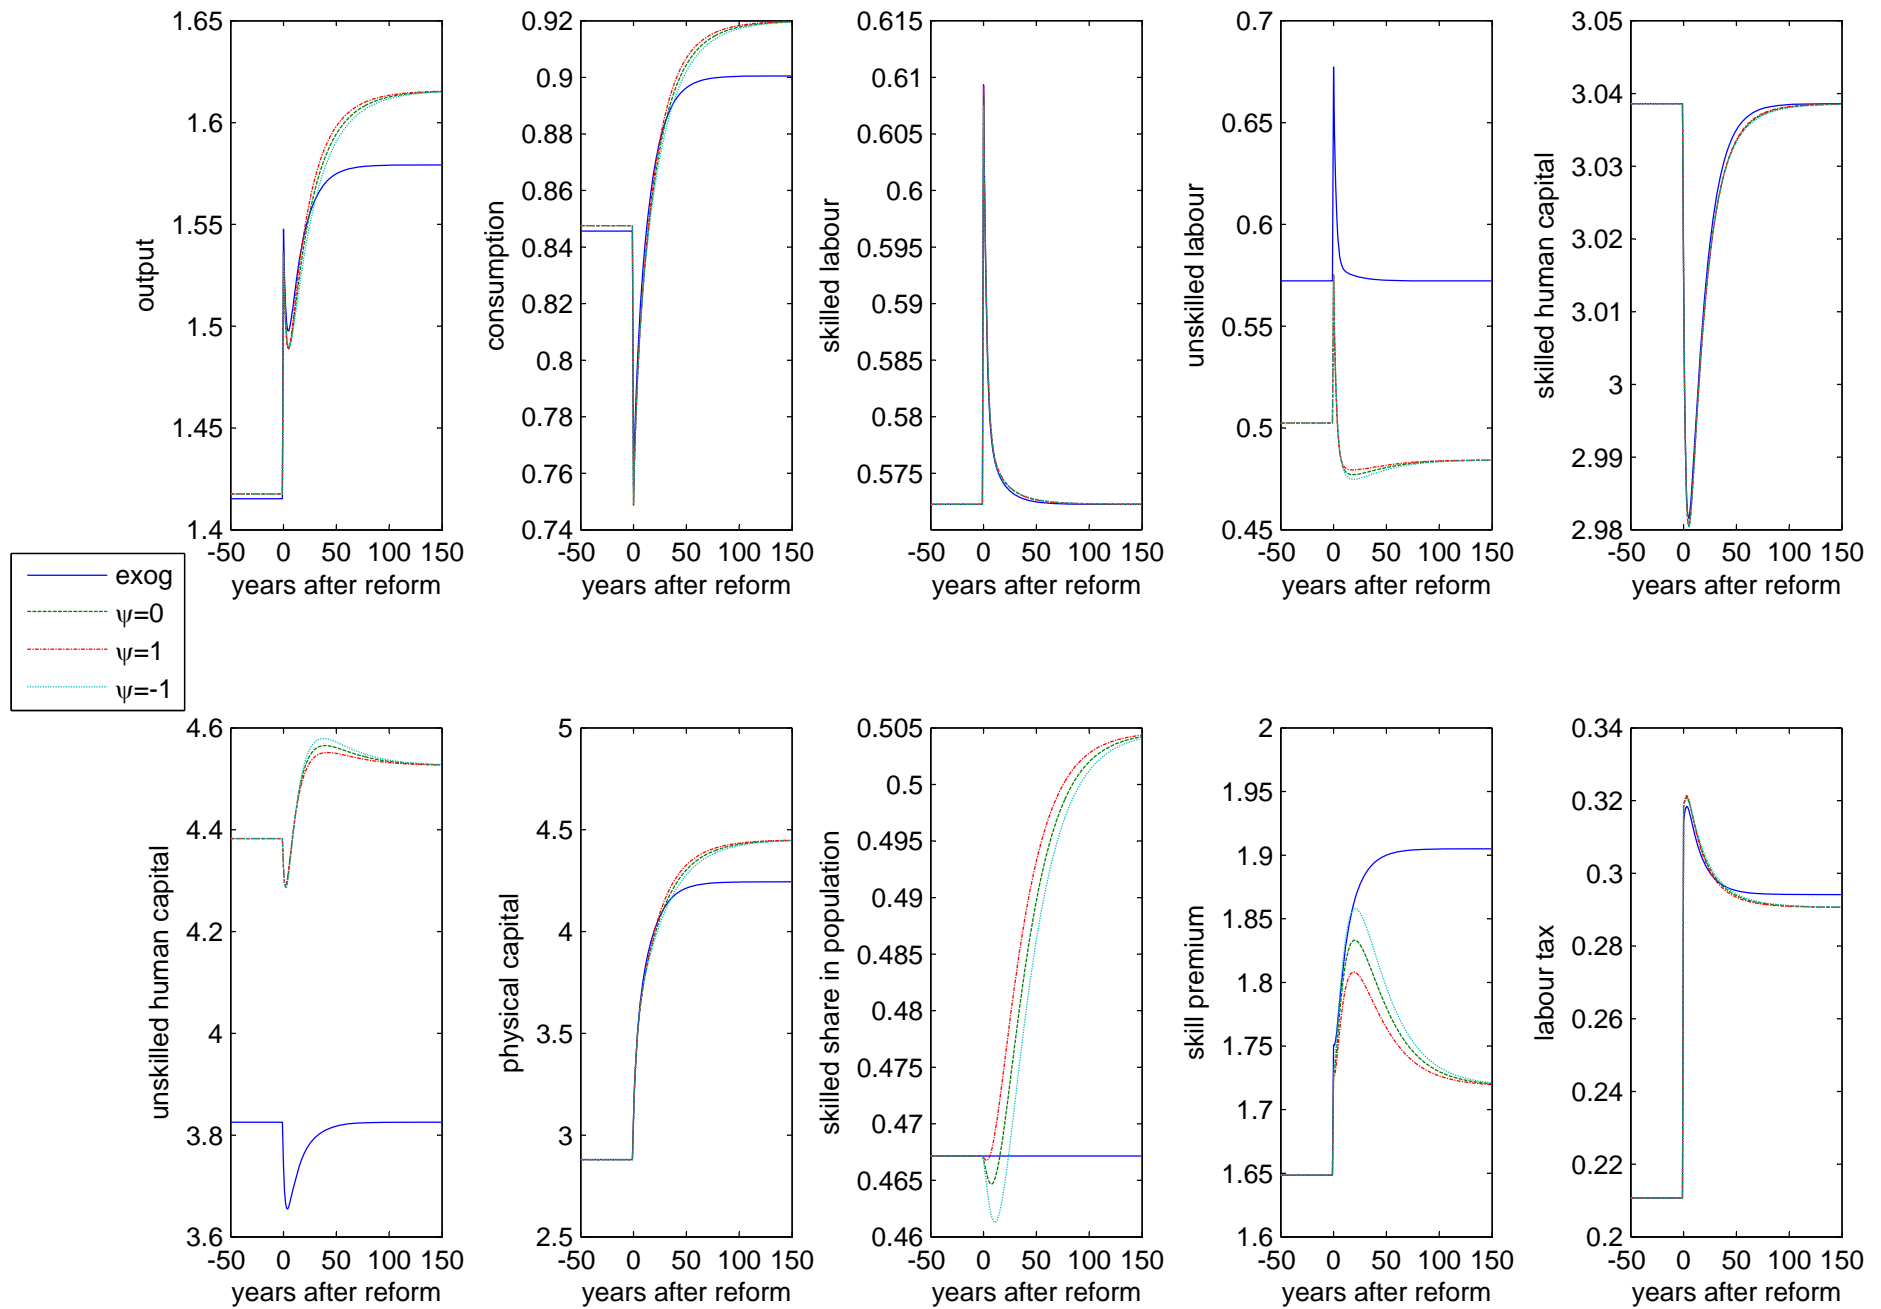 1.65
1.6
1.55
1.5
1.45
1.4
output
-50 0 50 100 150
years after reform
0.92
0.9
0.88
0.86
0.84
0.82
0.8
0.78
0.76
0.74
consumption
-50 0 50 100 150
years after reform
0.615
0.61
0.605
0.6
0.595
0.59
0.585
0.58
0.575
skilled labour
-50 0 50 100 150
years after reform
0.7
0.65
0.6
0.55
0.5
0.45
unskilled labour
-50 0 50 100 150
years after reform
3.05
3.04
3.03
3.02
3.01
3
2.99
2.98
skilled human capital
-50 0 50 100 150
years after reform
exog
ψ=0
ψ=1
ψ=-1
4.6
4.4
4.2
4
3.8
3.6
unskilled human capital
-50 0 50 100 150
years after reform
5
4.5
4
3.5
3
2.5
physical capital
-50 0 50 100 150
years after reform
0.505
0.5
0.495
0.49
0.485
0.48
0.475
0.47
0.465
0.46
skilled share in population
-50 0 50 100 150
years after reform
2
1.95
1.9
1.85
1.8
1.75
1.7
1.65
1.6
skill premium
-50 0 50 100 150
years after reform
0.34
0.32
0.3
0.28
0.26
0.24
0.22
0.2
labour tax
-50 0 50 100 150
years after reform